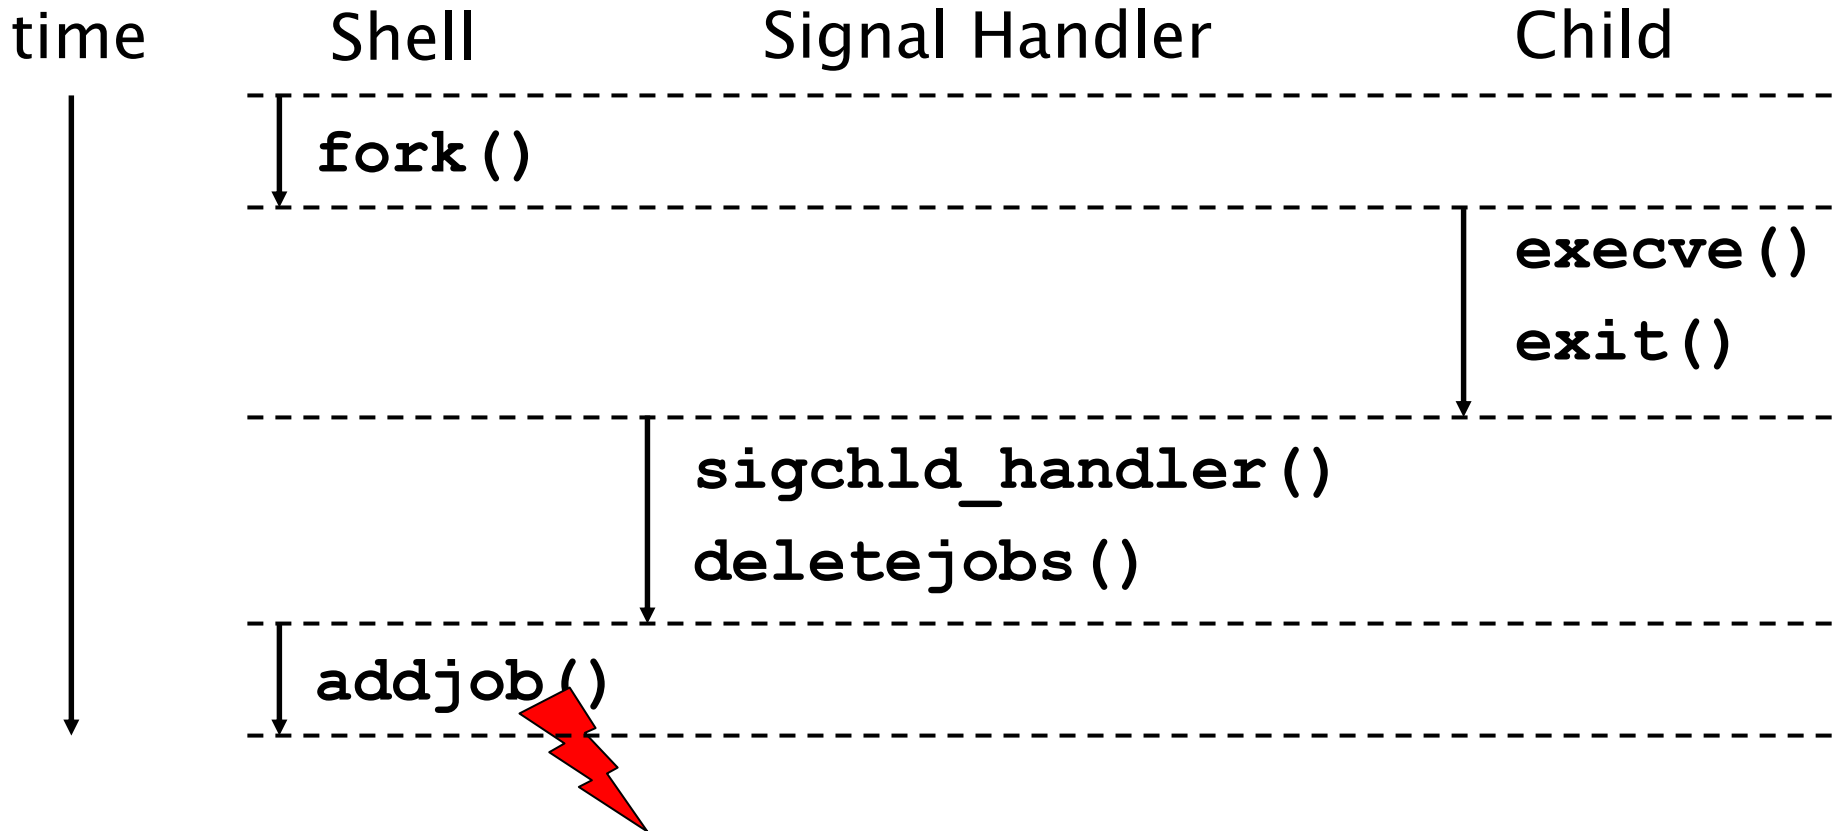 time Shell Signal Handler Child
fork()
execve()
exit()
sigchld_handler()
deletejobs()
addjob()